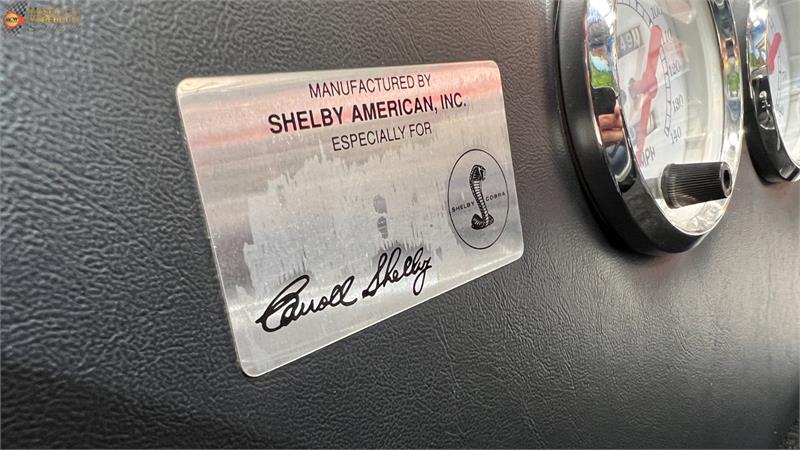 MANUFACTURED BY
SHELBY AMERICAN, INC.
ESPECIALLY FOR
SHELBY COBRA
Carroll Shelby
MPH